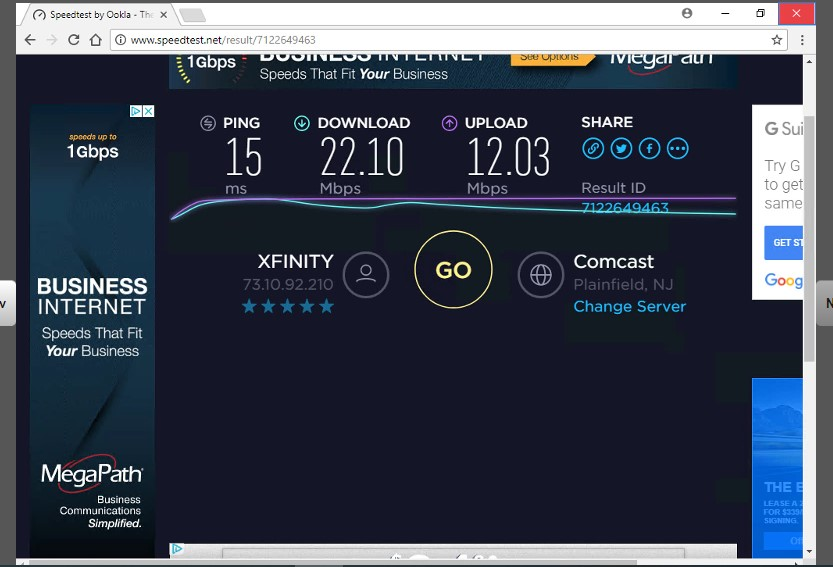 Speedtest by Ookla - The
www.speedtest.net/result/7122649463
1Gbps
BUSINESS INTERNET
Speeds That Fit Your Business
See Options
MegaPath
speeds up to
1Gbps
BUSINESS
INTERNET
Speeds That Fit
Your Business
MegaPath
Business
Communications
Simplified.
PING
15
ms
DOWNLOAD
22.10
Mbps
UPLOAD
12.03
Mbps
SHARE
Result ID
7122649463
XFINITY
73.10.92.210
GO
Comcast
Plainfield, NJ
Change Server
G Sui
Try G
to get
same
GET ST
Goog
THE B
LEASE A 2
FOR $339/
SIGNING.